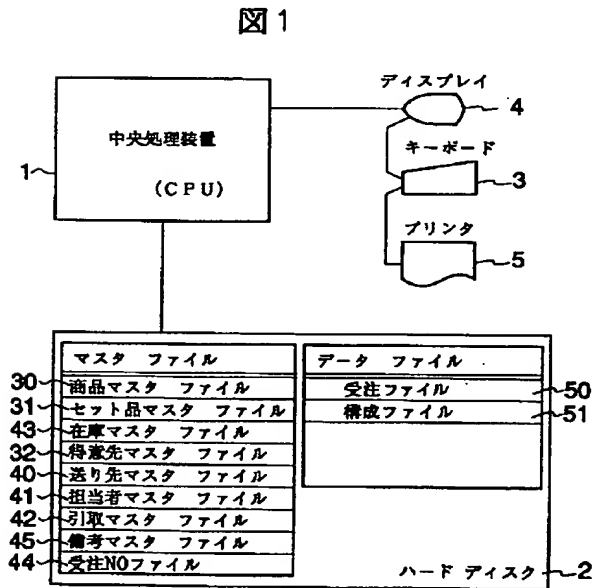 図1
ディスプレイ
4
中央処理装置
(CPU)
1
キーボード
3
プリンタ
5
マスタ ファイル
30 商品マスタ ファイル
31 セット品マスタ ファイル
43 在庫マスタ ファイル
32 得意先マスタ ファイル
40 送り先マスタ ファイル
41 担当者マスタ ファイル
42 引取マスタ ファイル
45 備考マスタ ファイル
44 受注NOファイル
データ ファイル
受注ファイル 50
構成ファイル 51
ハード ディスク 2